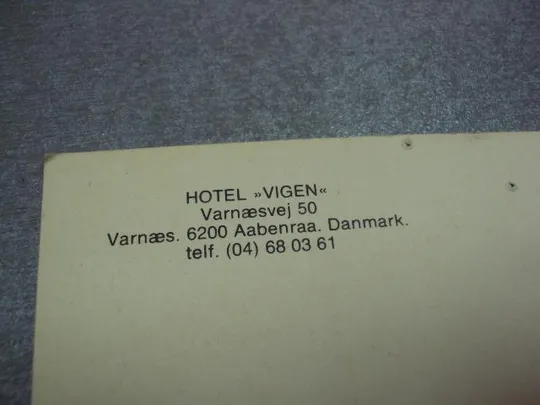 HOTEL »VIGEN«
Varnæsvej 50
Varnæs. 6200 Aabenraa. Danmark.
telf. (04) 68 03 61